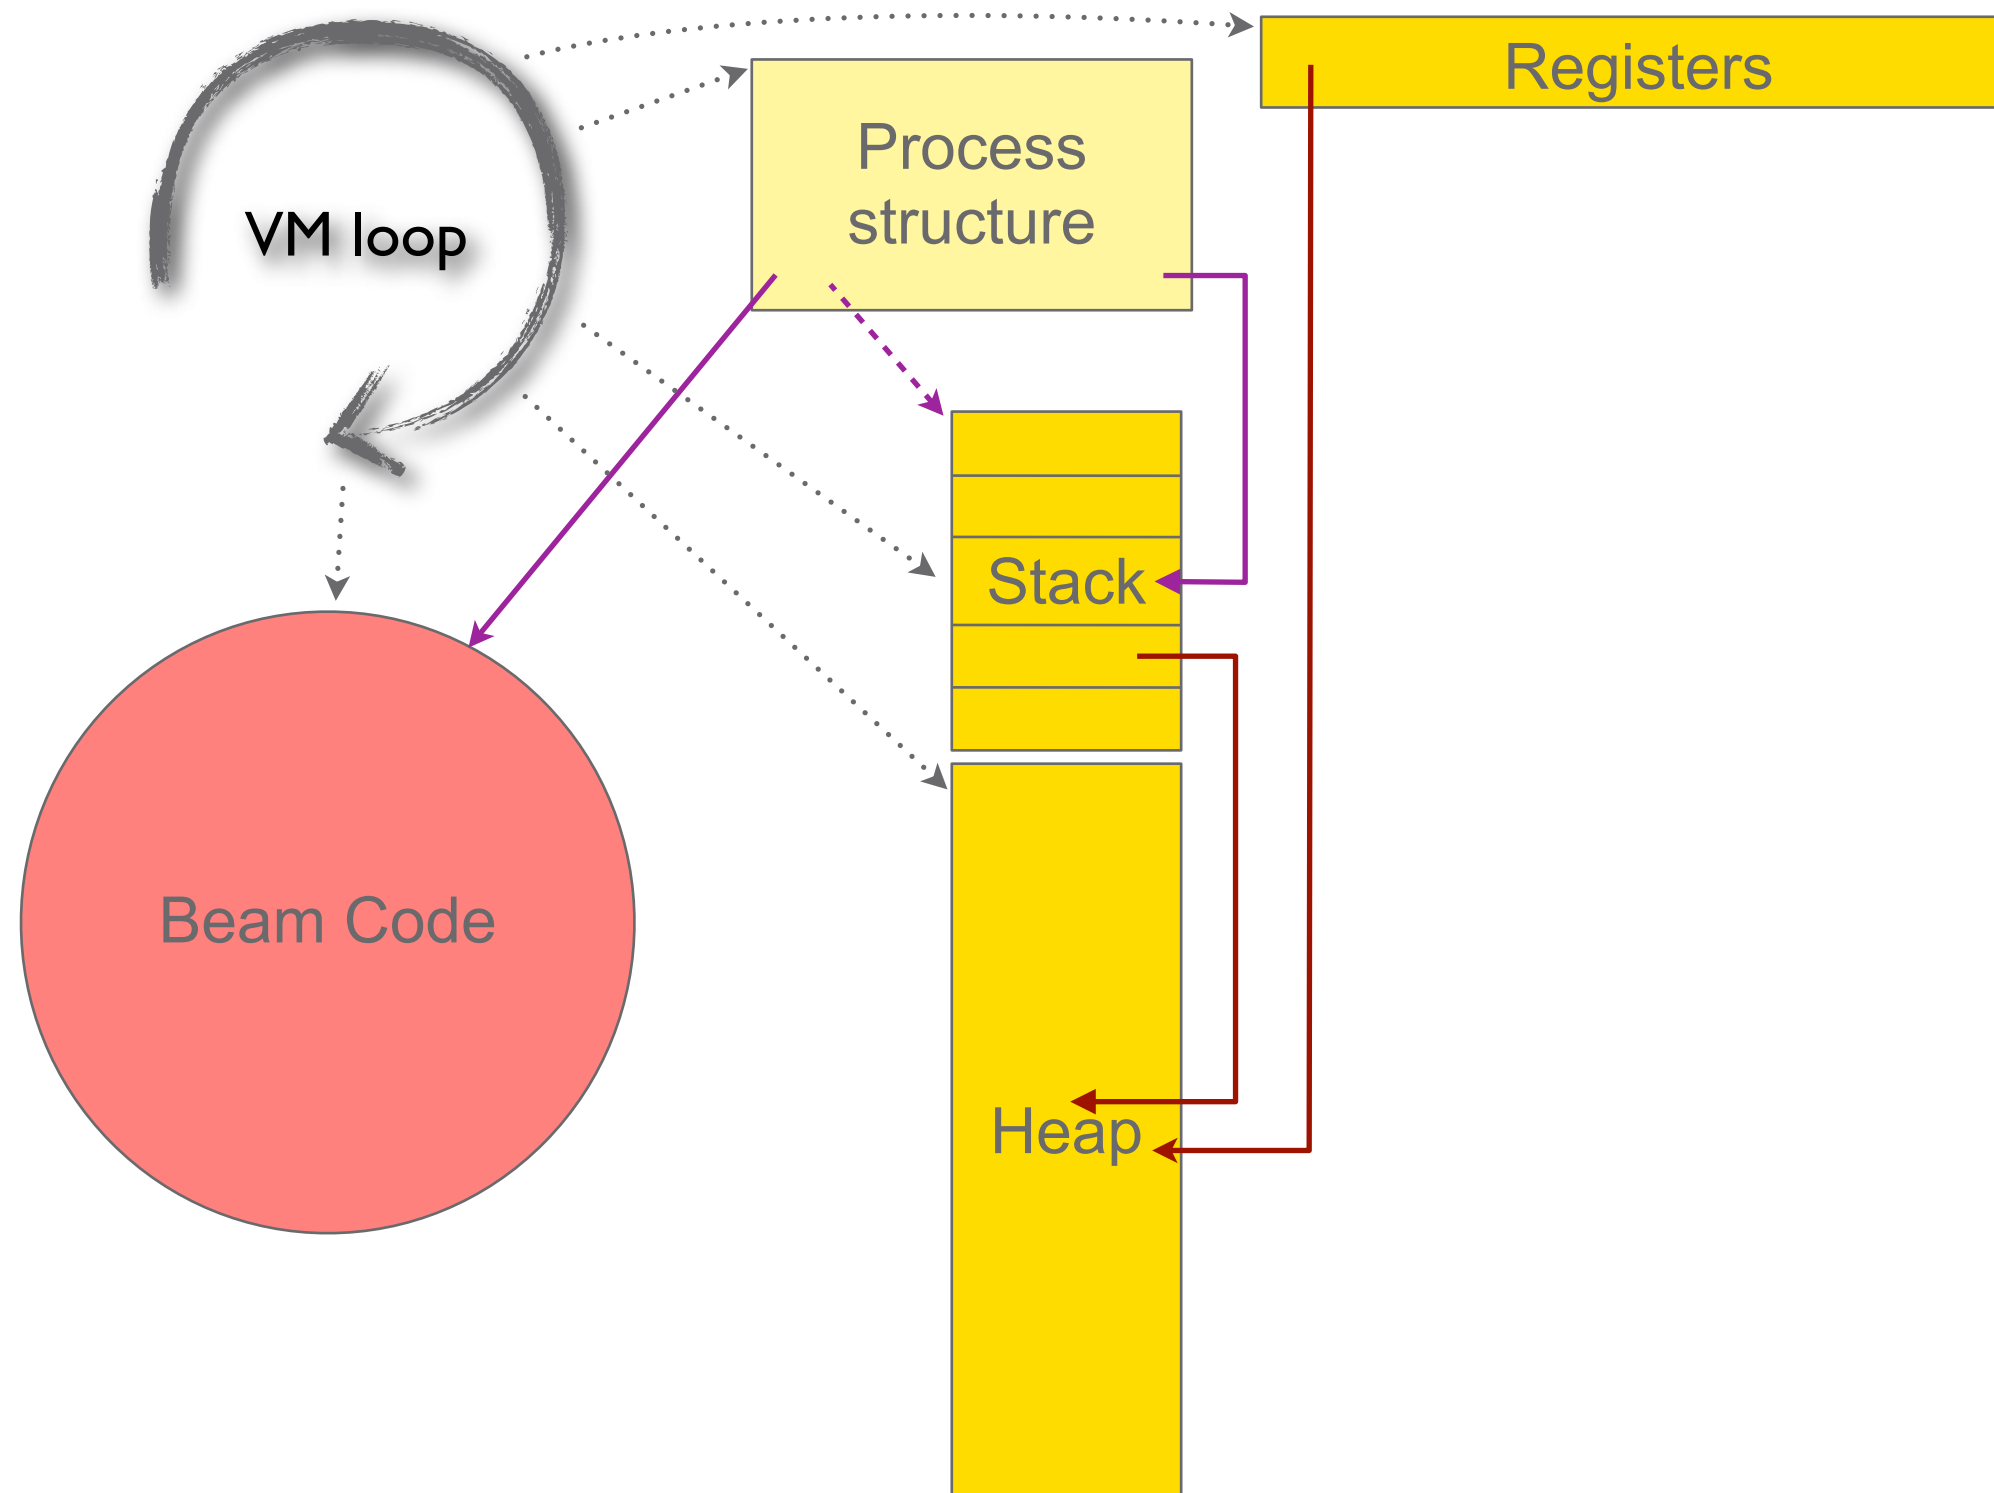 Registers
Process
structure
VM loop
Stack
Beam Code
Heap